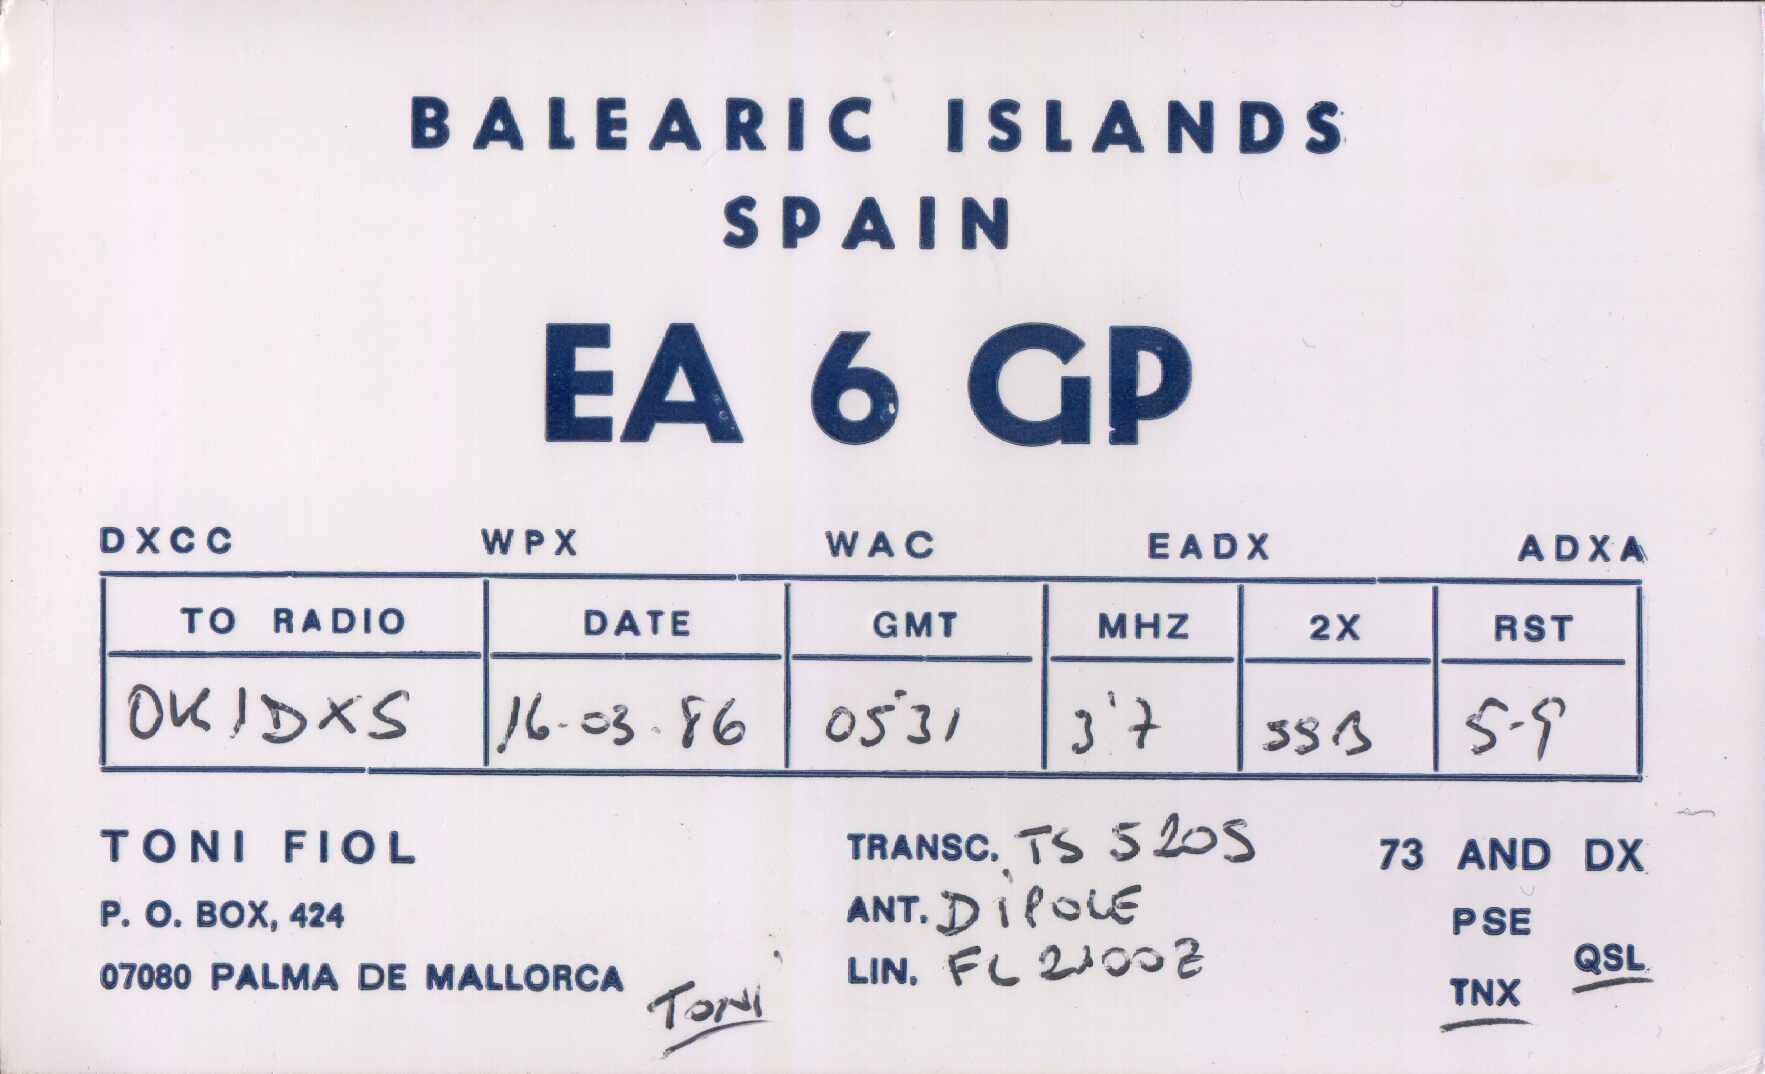 BALEARIC ISLANDS
SPAIN
EA 6 GP
DXCC WPX WAC EADX ADXA
TO RADIO DATE GMT MHZ 2X RST
OK1DXS 16-03-86 05'31 3'7 SSB 5-9
TONI FIOL TRANSC. TS 520S 73 AND DX
P. O. BOX, 424 ANT. DiPOLE PSE
QSL
07080 PALMA DE MALLORCA LIN. FL 2100Z TNX
TONI